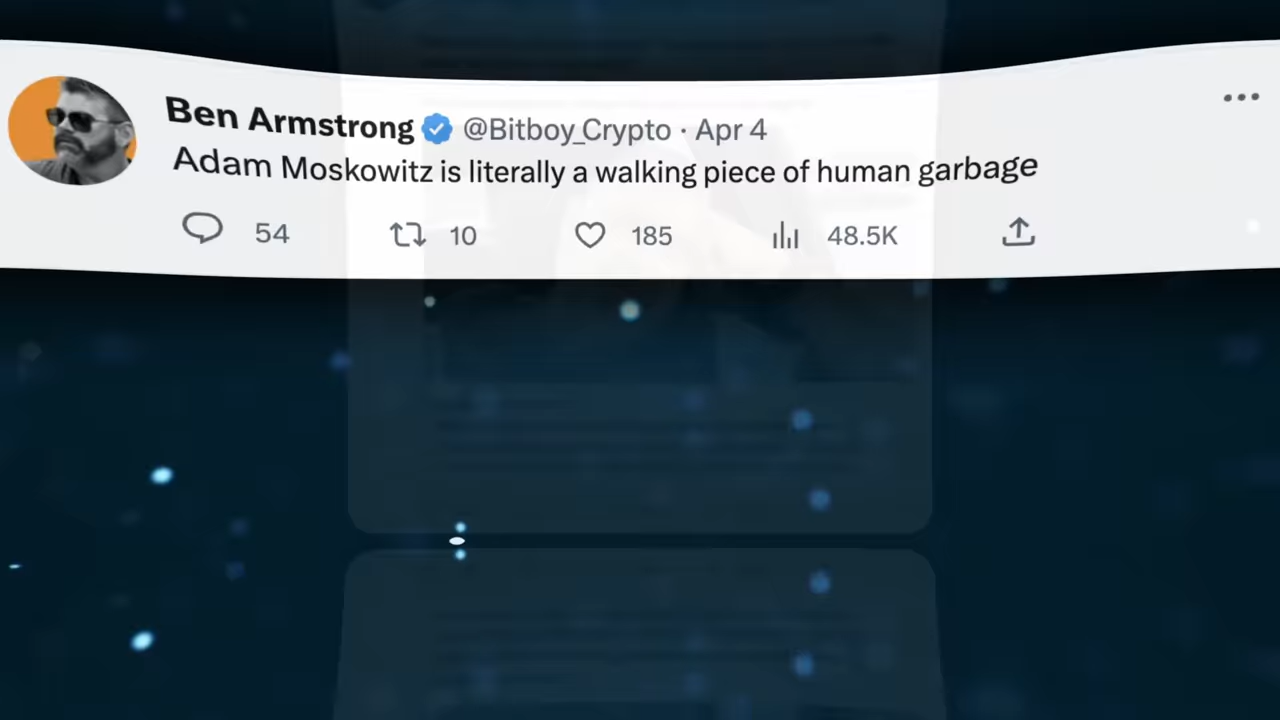 Ben Armstrong @Bitboy_Crypto · Apr 4
Adam Moskowitz is literally a walking piece of human garbage
54 10 185 48.5K